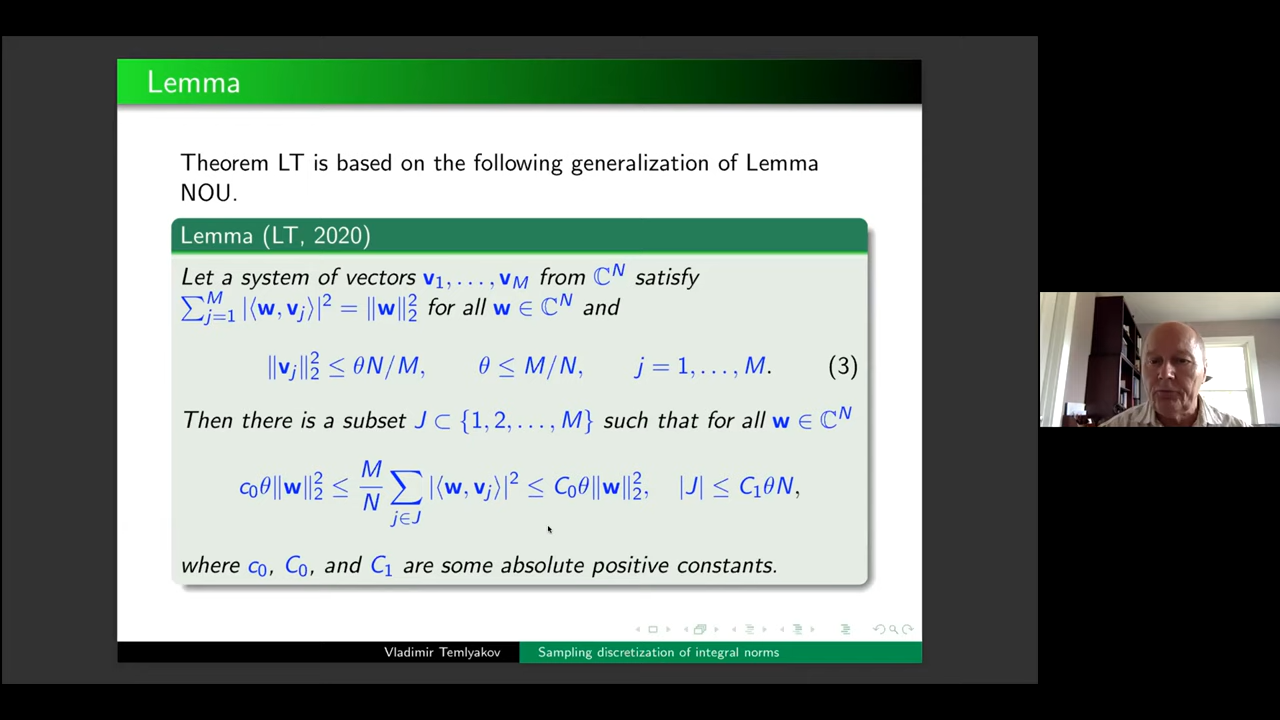 Lemma
Theorem LT is based on the following generalization of Lemma
NOU.
Lemma (LT, 2020)
Let a system of vectors v₁, . . . , v_M from ℂ^N satisfy
∑_{j=1}^M |⟨w, v_j⟩|² = ‖w‖₂² for all w ∈ ℂ^N and
‖v_j‖₂² ≤ θN/M, θ ≤ M/N, j = 1, . . . , M. (3)
Then there is a subset J ⊂ {1, 2, . . . , M} such that for all w ∈ ℂ^N
c₀θ‖w‖₂² ≤ \frac{M}{N} ∑_{j∈J} |⟨w, v_j⟩|² ≤ C₀θ‖w‖₂², |J| ≤ C₁θN,
where c₀, C₀, and C₁ are some absolute positive constants.
Vladimir Temlyakov Sampling discretization of integral norms